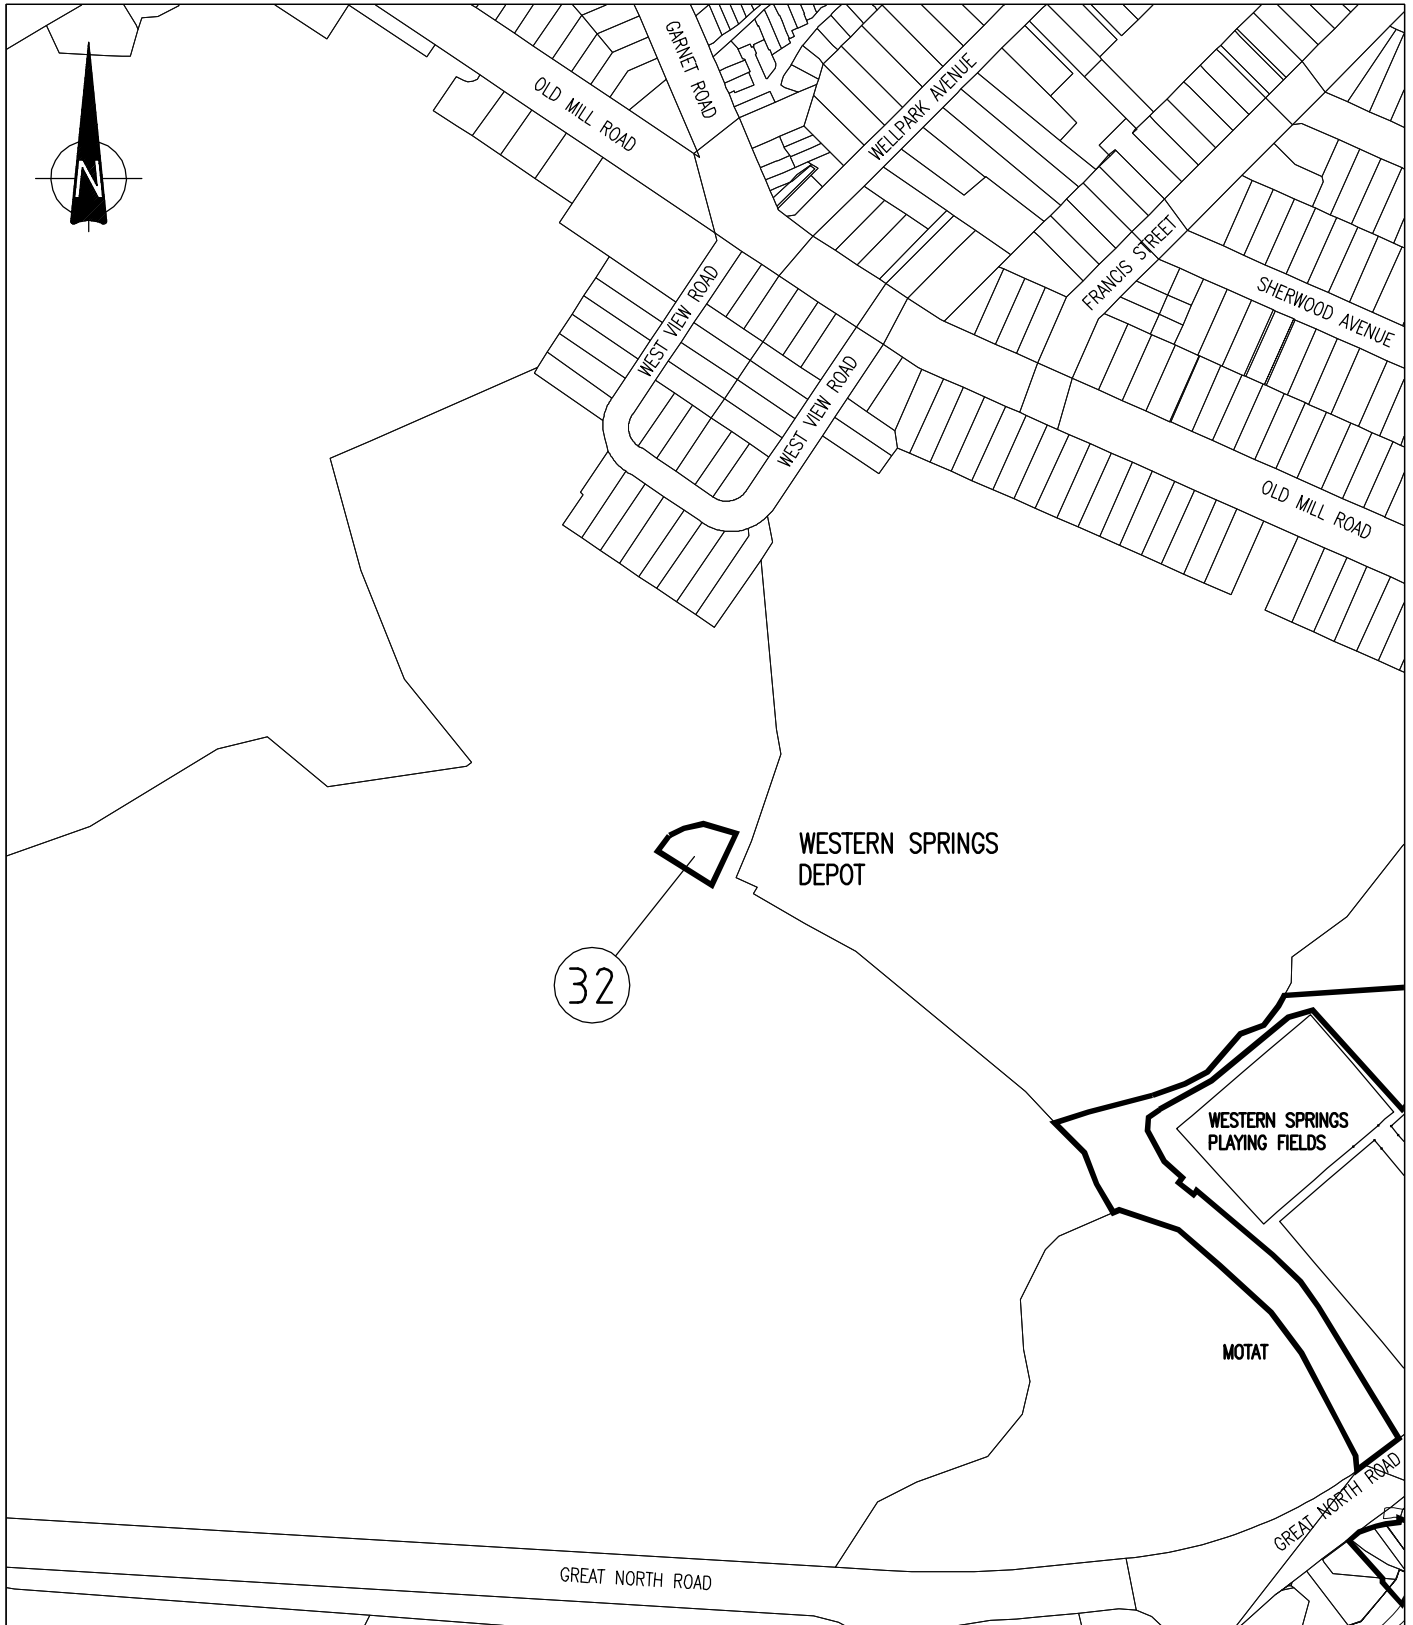 GARNET ROAD
OLD MILL ROAD
WELLPARK AVENUE
N
WEST VIEW ROAD
FRANCIS STREET
SHERWOOD AVENUE
WEST VIEW ROAD
OLD MILL ROAD
WESTERN SPRINGS
DEPOT
32
WESTERN SPRINGS
PLAYING FIELDS
MOTAT
GREAT NORTH ROAD
GREAT NORTH ROAD